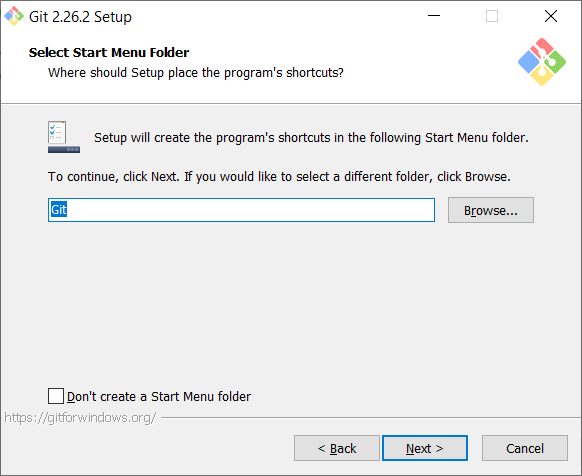 Git 2.26.2 Setup
Select Start Menu Folder
Where should Setup place the program's shortcuts?
Setup will create the program's shortcuts in the following Start Menu folder.
To continue, click Next. If you would like to select a different folder, click Browse.
Git
Browse...
Don't create a Start Menu folder
https://gitforwindows.org/
< Back
Next >
Cancel